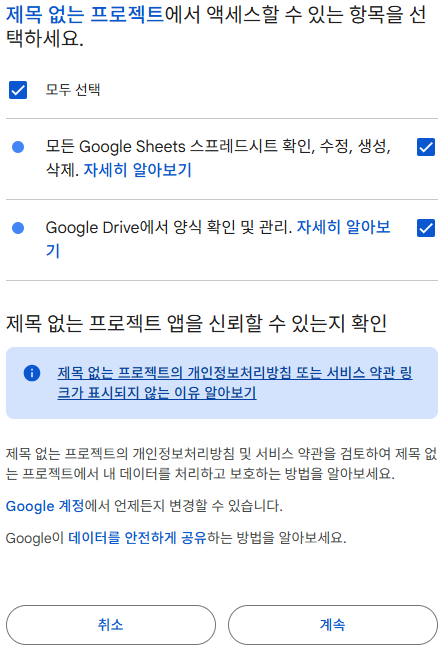 제목 없는 프로젝트에서 액세스할 수 있는 항목을 선
택하세요.
모두 선택
모든 Google Sheets 스프레드시트 확인, 수정, 생성,
삭제. 자세히 알아보기
Google Drive에서 양식 확인 및 관리. 자세히 알아보
기
제목 없는 프로젝트 앱을 신뢰할 수 있는지 확인
제목 없는 프로젝트의 개인정보처리방침 또는 서비스 약관 링
크가 표시되지 않는 이유 알아보기
제목 없는 프로젝트의 개인정보처리방침 및 서비스 약관을 검토하여 제목 없
는 프로젝트에서 내 데이터를 처리하고 보호하는 방법을 알아보세요.
Google 계정에서 언제든지 변경할 수 있습니다.
Google이 데이터를 안전하게 공유하는 방법을 알아보세요.
취소
계속